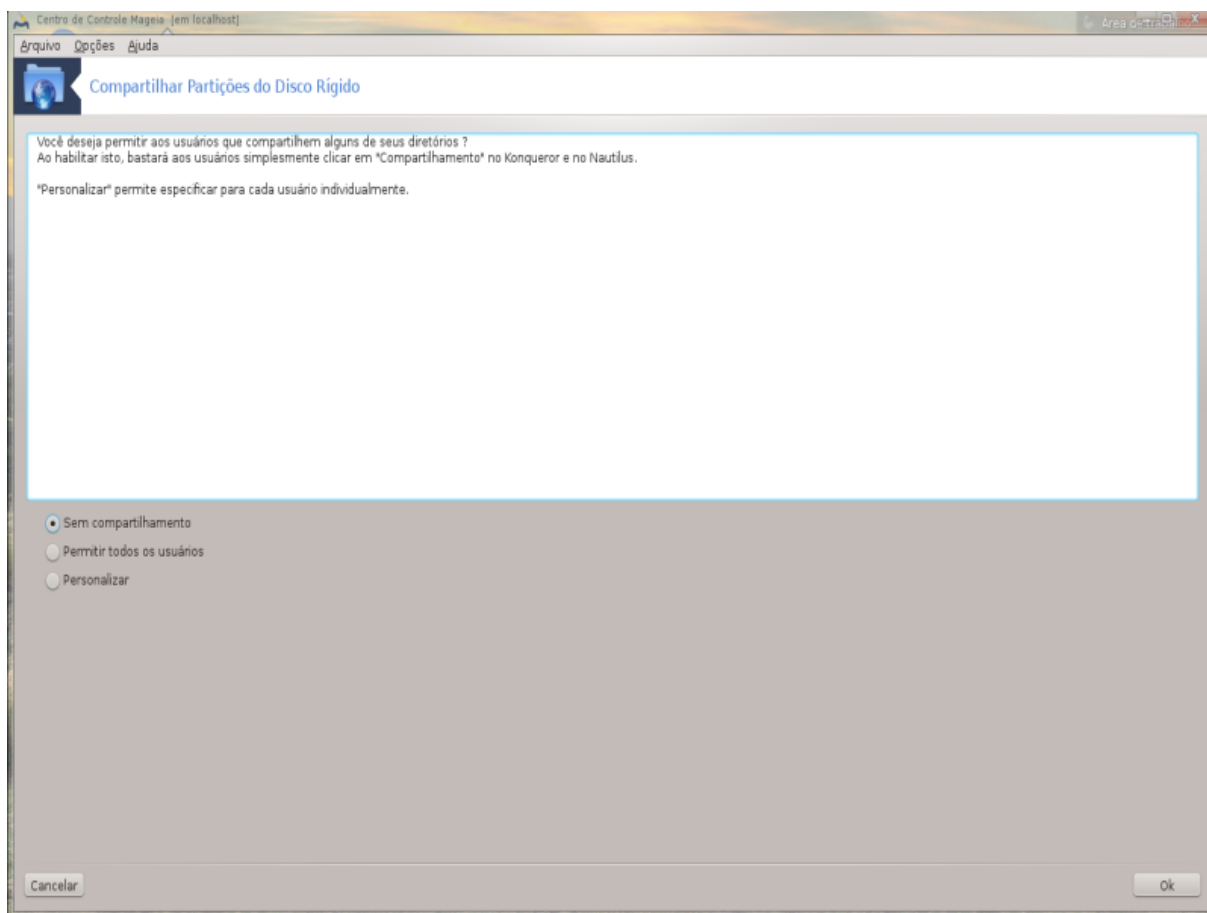 Centro de Controle Mageia [em localhost]
Arquivo Opções Ajuda
Compartilhar Partições do Disco Rígido
Você deseja permitir aos usuários que compartilhem alguns de seus diretórios ?
Ao habilitar isto, bastará aos usuários simplesmente clicar em "Compartilhamento" no Konqueror e no Nautilus.
"Personalizar" permite especificar para cada usuário individualmente.
Sem compartilhamento
Permitir todos os usuários
Personalizar
Cancelar
Ok